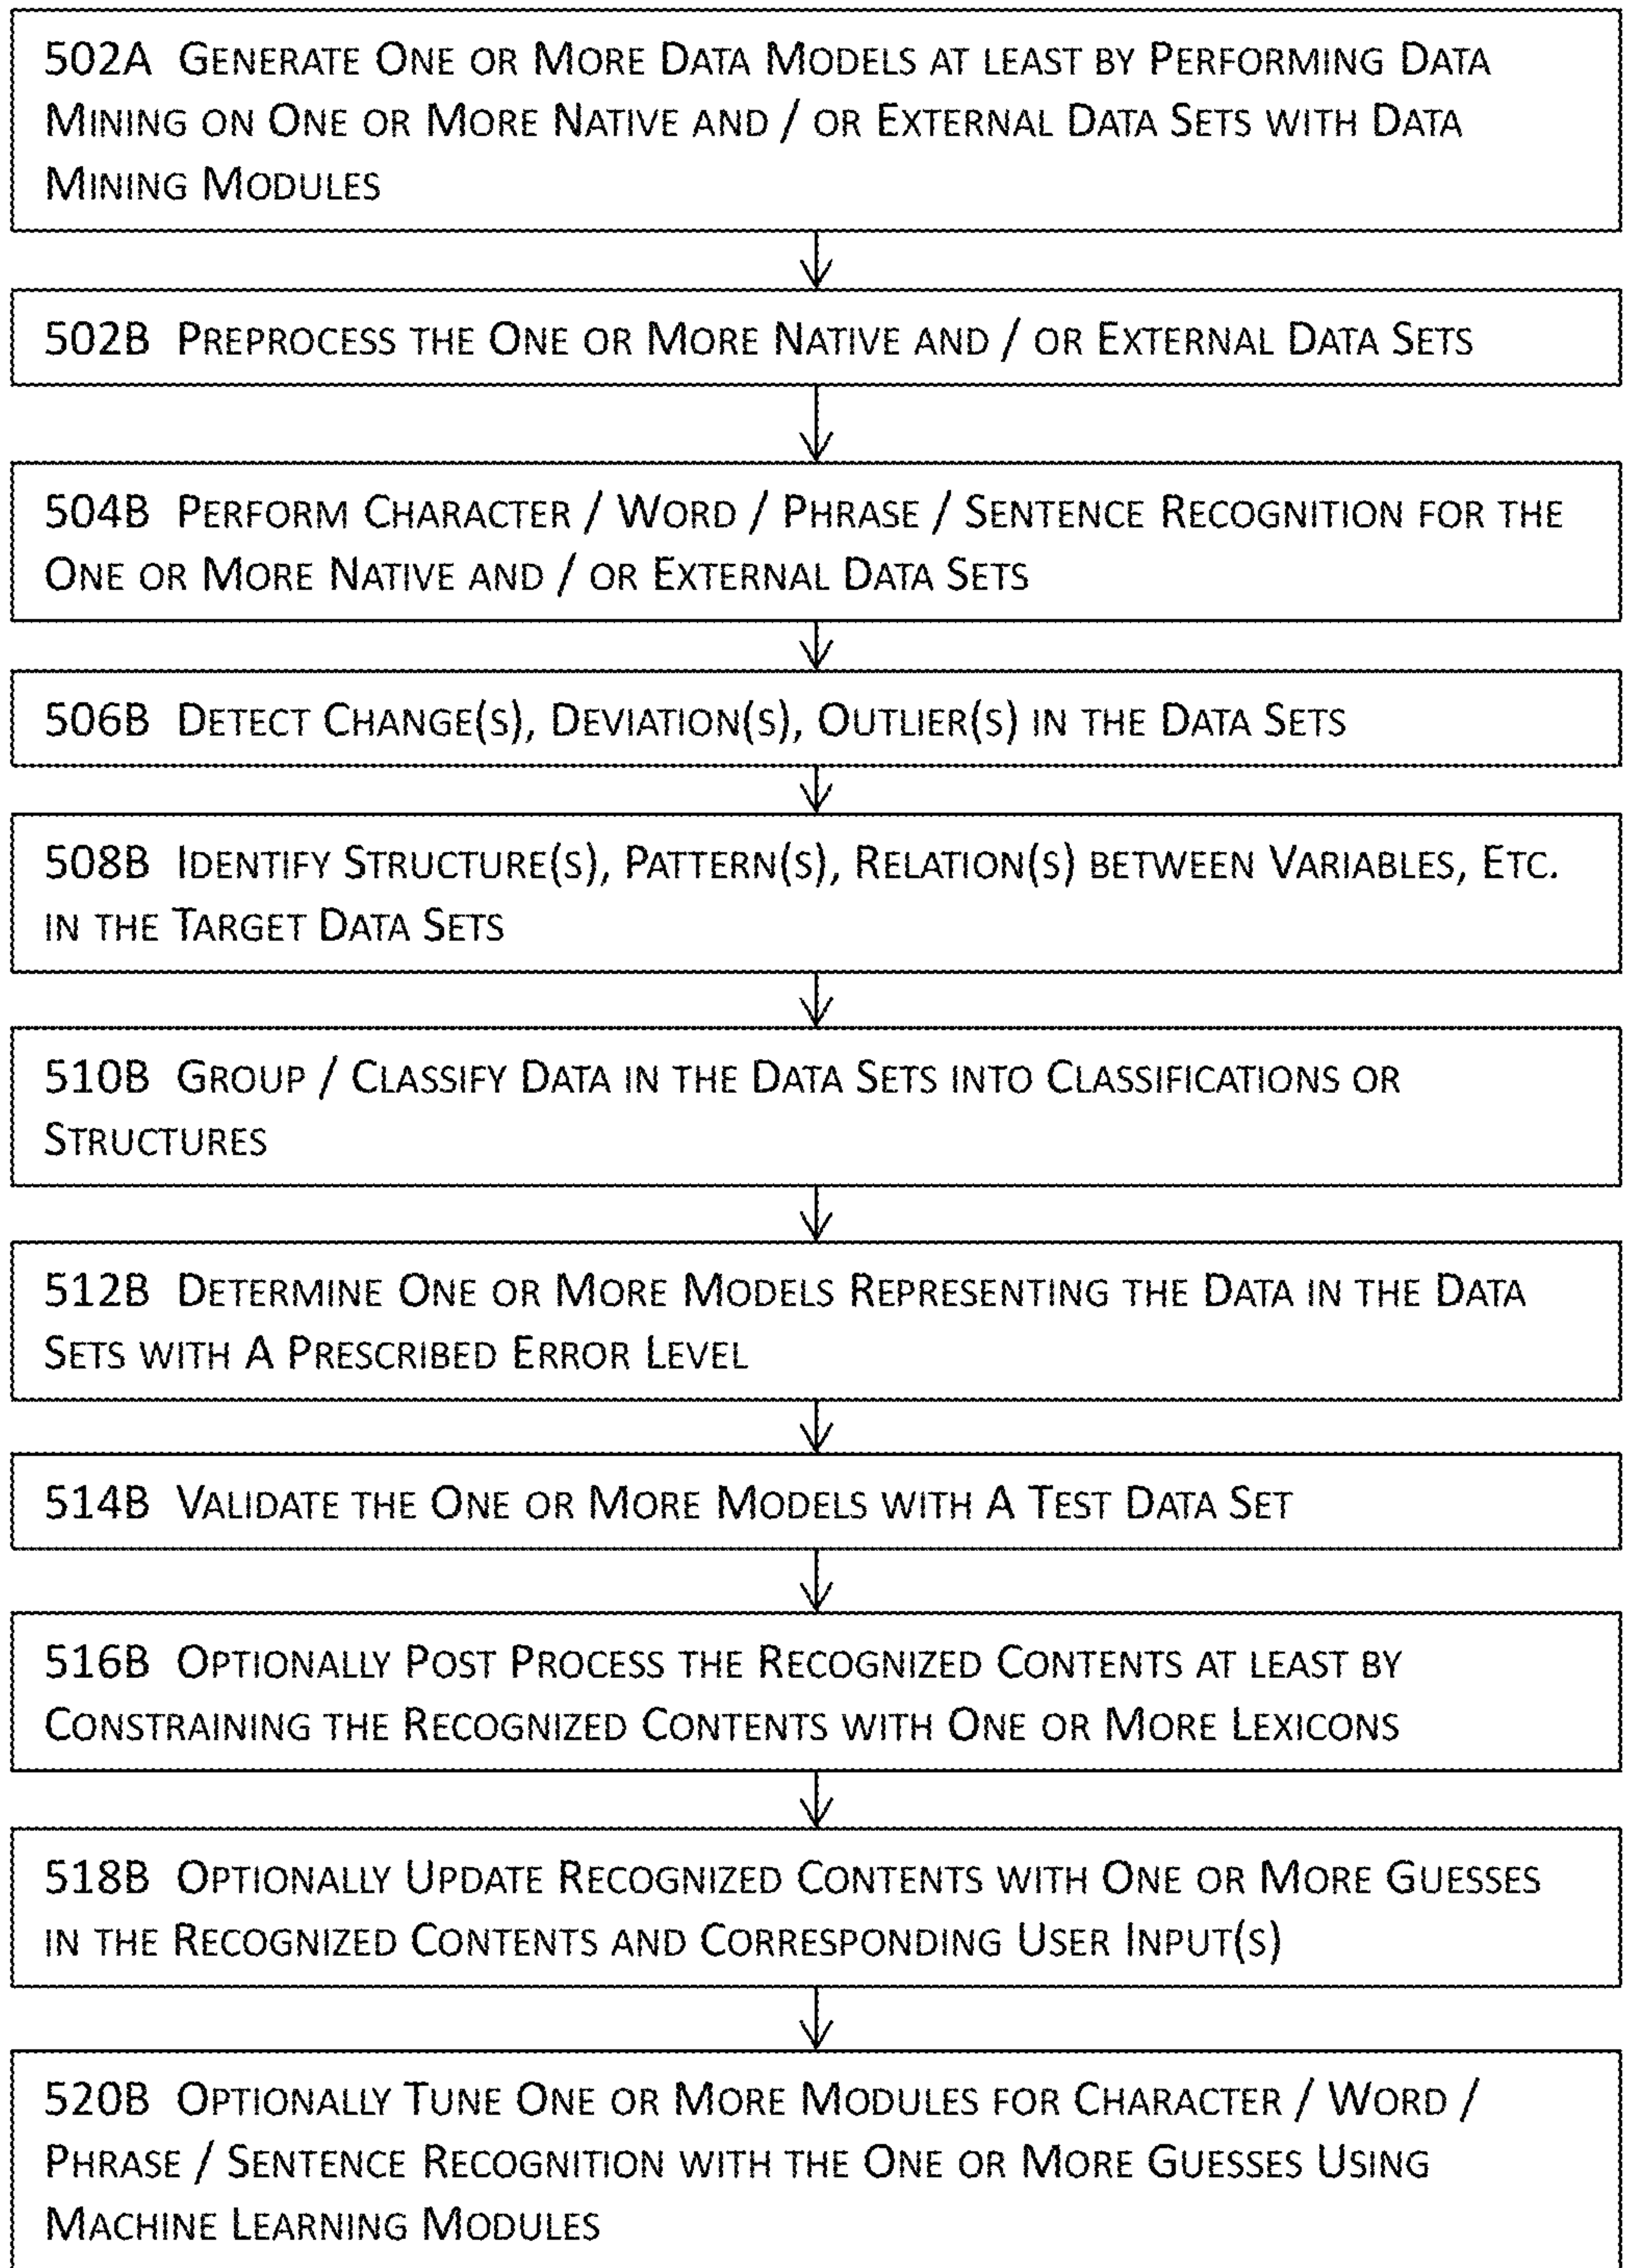 502A Generate One or More Data Models at least by Performing Data
Mining on One or More Native and / or External Data Sets with Data
Mining Modules
502B Preprocess the One or More Native and / or External Data Sets
504B Perform Character / Word / Phrase / Sentence Recognition for the
One or More Native and / or External Data Sets
506B Detect Change(s), Deviation(s), Outlier(s) in the Data Sets
508B Identify Structure(s), Pattern(s), Relation(s) between Variables, Etc.
in the Target Data Sets
510B Group / Classify Data in the Data Sets into Classifications or
Structures
512B Determine One or More Models Representing the Data in the Data
Sets with A Prescribed Error Level
514B Validate the One or More Models with A Test Data Set
516B Optionally Post Process the Recognized Contents at least by
Constraining the Recognized Contents with One or More Lexicons
518B Optionally Update Recognized Contents with One or More Guesses
in the Recognized Contents and Corresponding User Input(s)
520B Optionally Tune One or More Modules for Character / Word /
Phrase / Sentence Recognition with the One or More Guesses Using
Machine Learning Modules